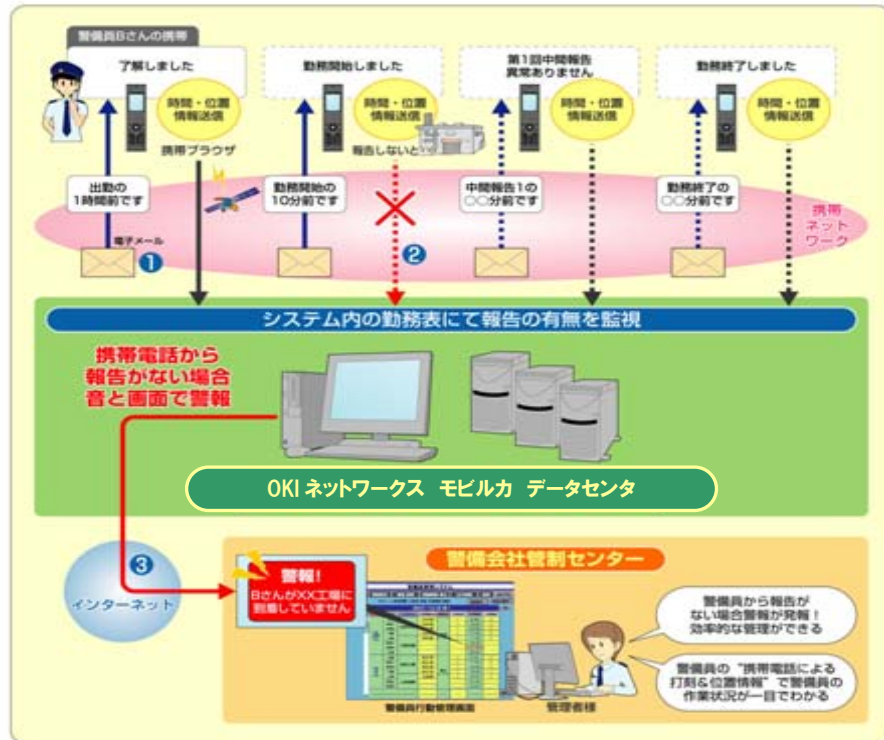 警備員Bさんの携帯
了解しました
時間・位置
情報送信
携帯ブラウザ
勤務開始しました
時間・位置
情報送信
報告しないと
第1回中間報告
異常ありません
時間・位置
情報送信
勤務終了しました
時間・位置
情報送信
出勤の
1時間前です
勤務開始の
10分前です
中間報告1の
○○分前です
勤務終了の
○○分前です
携帯
ネット
ワーク
電子メール
1
2
システム内の勤務表にて報告の有無を監視
携帯電話から
報告がない場合
音と画面で警報
OKI ネットワークス モビルカ データセンタ
3
インターネット
警備会社管制センター
警報!
BさんがXX工場に
到着していません
警備員から報告が
ない場合警報が発報!
効率的な管理ができる
警備員の“携帯電話による
打刻&位置情報”で警備員の
作業状況が一目でわかる
警備員行動管理画面
管理者様